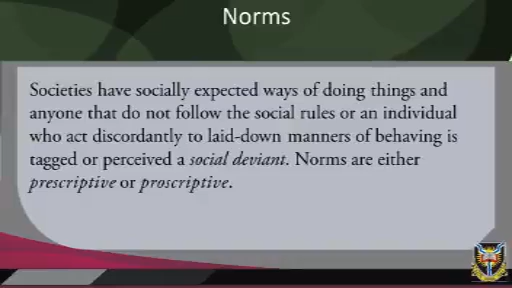 Norms
Societies have socially expected ways of doing things and
anyone that do not follow the social rules or an individual
who act discordantly to laid-down manners of behaving is
tagged or perceived a social deviant. Norms are either
prescriptive or proscriptive.